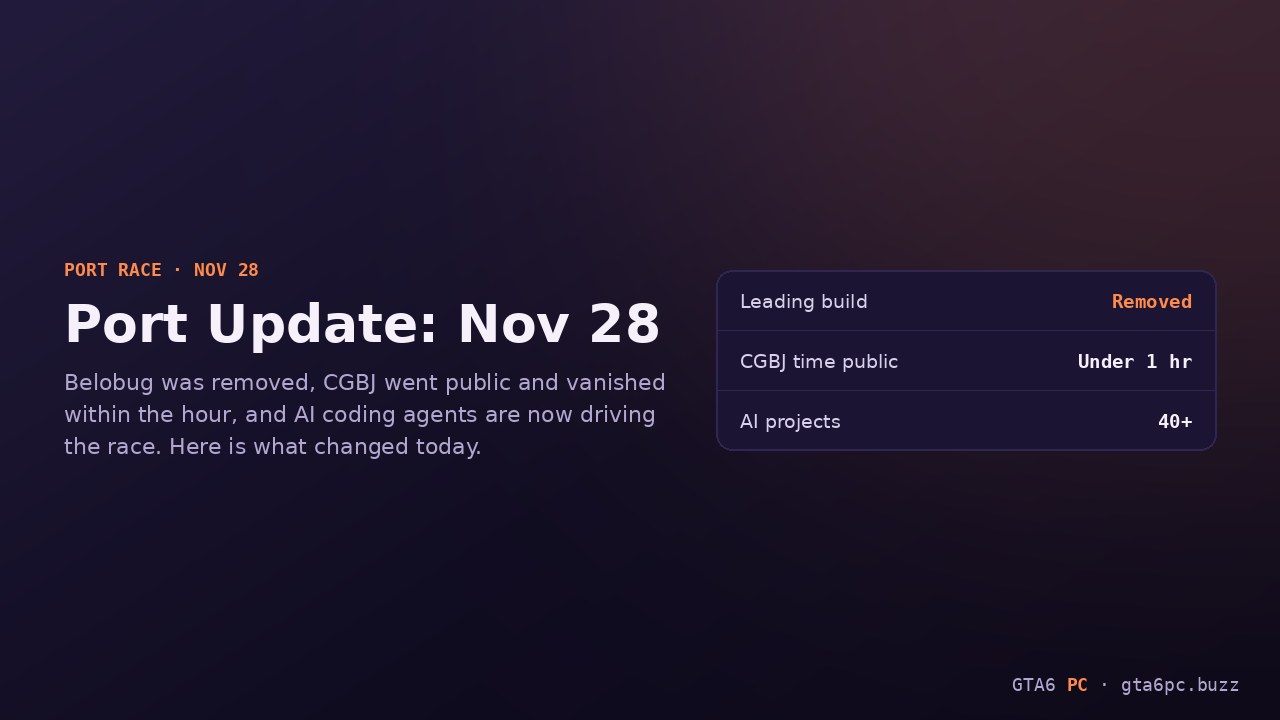 PORT RACE · NOV 28
Port Update: Nov 28
Belobug was removed, CGBJ went public and vanished
within the hour, and AI coding agents are now driving
the race. Here is what changed today.
Leading build Removed
CGBJ time public Under 1 hr
AI projects 40+
GTA6 PC · gta6pc.buzz